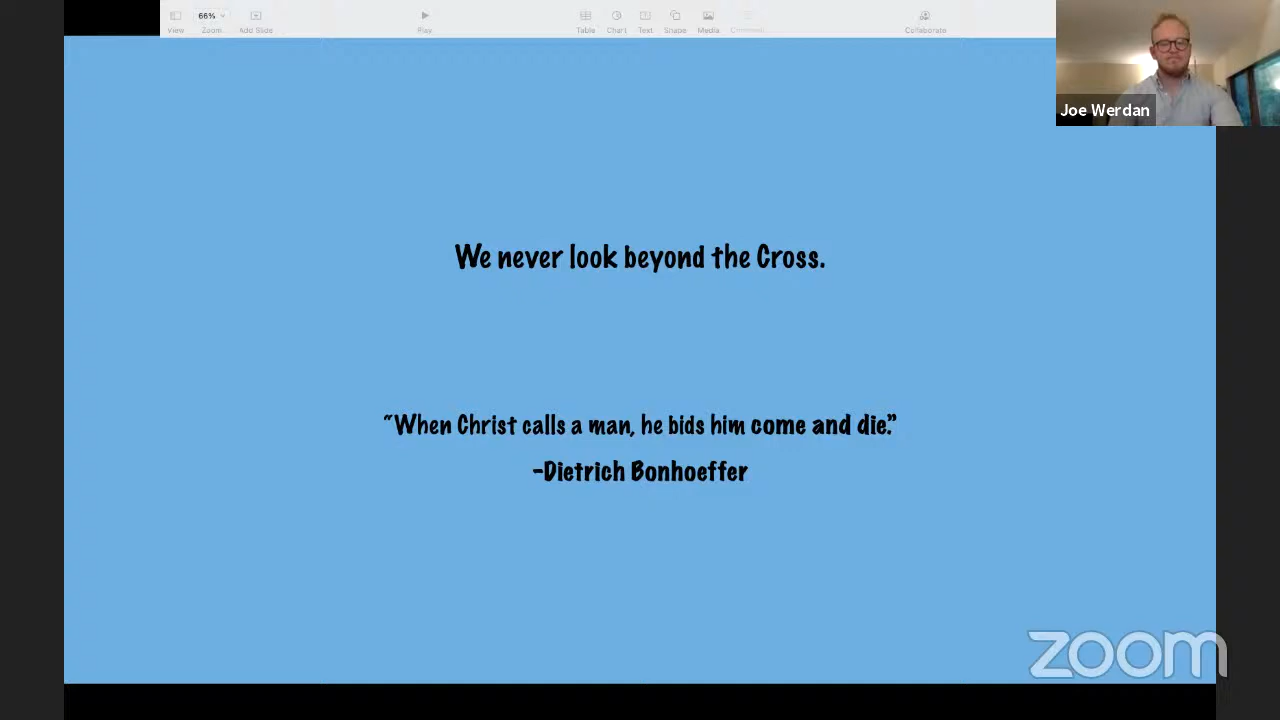 66%
View Zoom Add Slide Play Table Chart Text Shape Media Comment Collaborate
Joe Werdan
We never look beyond the Cross.
“When Christ calls a man, he bids him come and die.”
-Dietrich Bonhoeffer
zoom